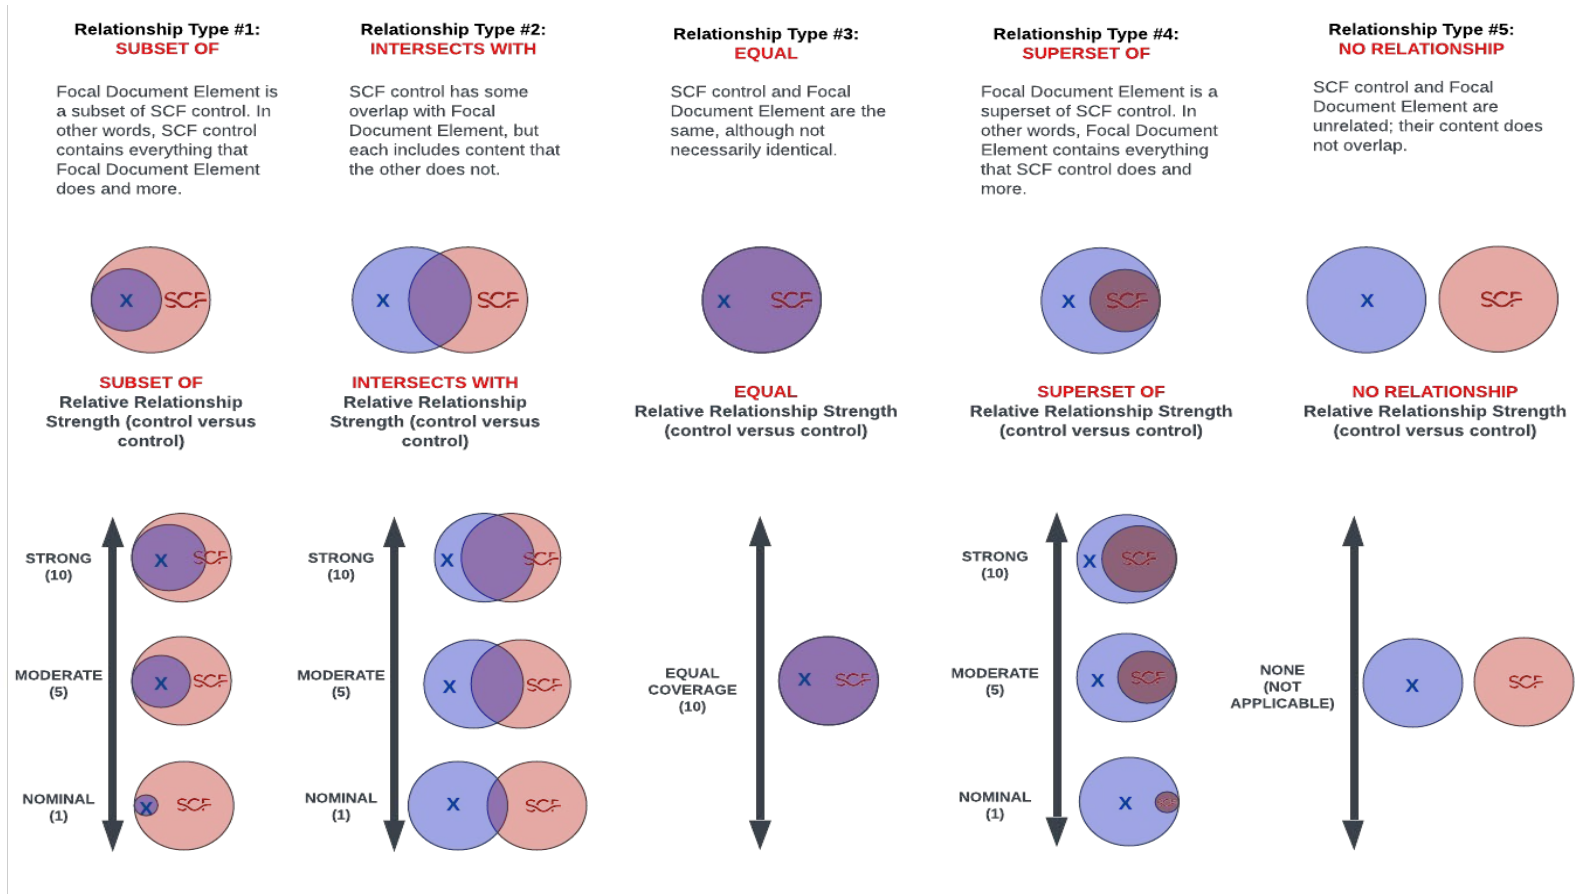 Relationship Type #1:
SUBSET OF
Focal Document Element is
a subset of SCF control. In
other words, SCF control
contains everything that
Focal Document Element
does and more.
X
SCF
SUBSET OF
Relative Relationship
Strength (control versus
control)
STRONG
(10)
X
SCF
MODERATE
(5)
X
SCF
NOMINAL
(1)
X
SCF
Relationship Type #2:
INTERSECTS WITH
SCF control has some
overlap with Focal
Document Element, but
each includes content that
the other does not.
X
SCF
INTERSECTS WITH
Relative Relationship
Strength (control versus
control)
STRONG
(10)
X
SCF
MODERATE
(5)
X
SCF
NOMINAL
(1)
X
SCF
Relationship Type #3:
EQUAL
SCF control and Focal
Document Element are the
same, although not
necessarily identical.
X
SCF
EQUAL
Relative Relationship Strength
(control versus control)
EQUAL
COVERAGE
(10)
X
SCF
Relationship Type #4:
SUPERSET OF
Focal Document Element is a
superset of SCF control. In
other words, Focal Document
Element contains everything
that SCF control does and
more.
X
SCF
SUPERSET OF
Relative Relationship Strength
(control versus control)
STRONG
(10)
X
SCF
MODERATE
(5)
X
SCF
NOMINAL
(1)
X
SCF
Relationship Type #5:
NO RELATIONSHIP
SCF control and Focal
Document Element are
unrelated; their content does
not overlap.
X
SCF
NO RELATIONSHIP
Relative Relationship Strength
(control versus control)
NONE
(NOT
APPLICABLE)
X
SCF